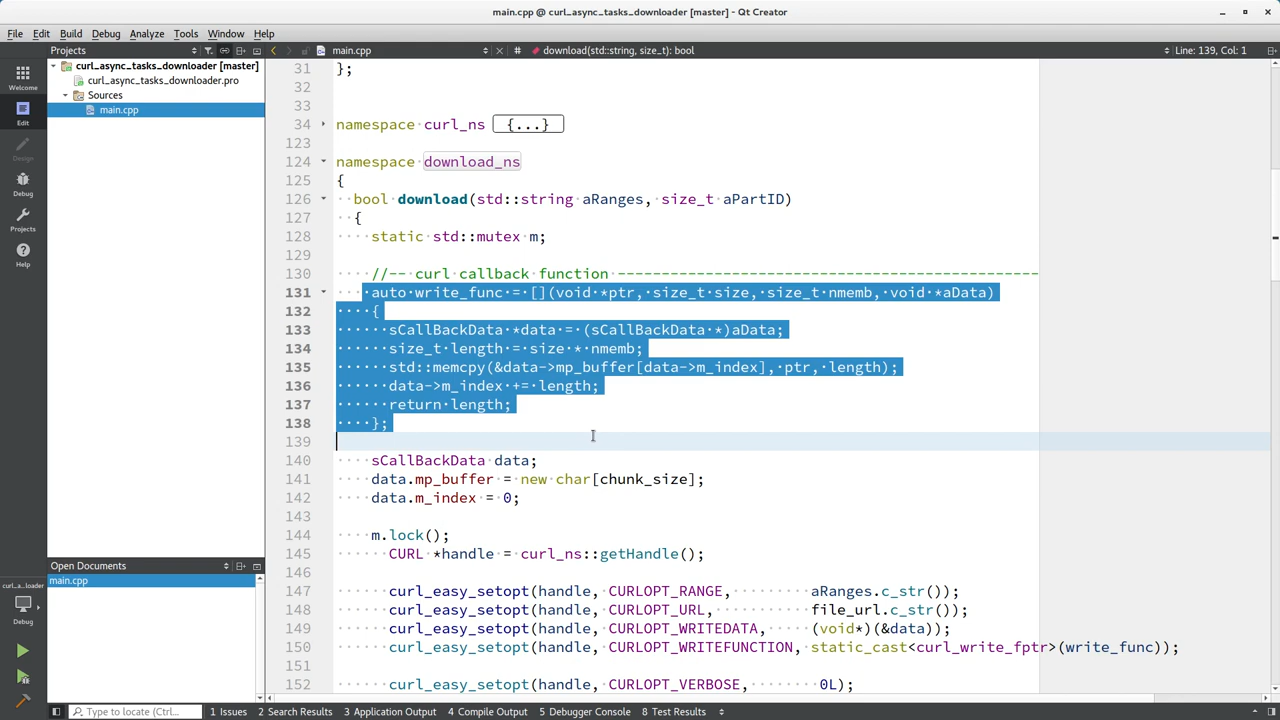 main.cpp @ curl_async_tasks_downloader [master] - Qt Creator
File Edit Build Debug Analyze Tools Window Help
Projects main.cpp # download(std::string, size_t): bool Line: 139, Col: 1
curl_async_tasks_downloader [master]
curl_async_tasks_downloader.pro
Sources
main.cpp
Welcome
Edit
Design
Debug
Projects
Help
31 };
32
33
34 namespace curl_ns {...}
123
124 namespace download_ns
125 {
126 bool download(std::string aRanges, size_t aPartID)
127 {
128 static std::mutex m;
129
130 //-- curl callback function ------------------------------------------------
131 auto write_func = [](void *ptr, size_t size, size_t nmemb, void *aData)
132 {
133 sCallBackData *data = (sCallBackData *)aData;
134 size_t length = size * nmemb;
135 std::memcpy(&data->mp_buffer[data->m_index], ptr, length);
136 data->m_index += length;
137 return length;
138 };
139
140 sCallBackData data;
141 data.mp_buffer = new char[chunk_size];
142 data.m_index = 0;
143
144 m.lock();
145 CURL *handle = curl_ns::getHandle();
146
147 curl_easy_setopt(handle, CURLOPT_RANGE, aRanges.c_str());
148 curl_easy_setopt(handle, CURLOPT_URL, file_url.c_str());
149 curl_easy_setopt(handle, CURLOPT_WRITEDATA, (void*)(&data));
150 curl_easy_setopt(handle, CURLOPT_WRITEFUNCTION, static_cast<curl_write_fptr>(write_func));
151
152 curl_easy_setopt(handle, CURLOPT_VERBOSE, 0L);
Open Documents
main.cpp
curl_a...loader
Debug
Type to locate (Ctrl... 1 Issues 2 Search Results 3 Application Output 4 Compile Output 5 Debugger Console 8 Test Results